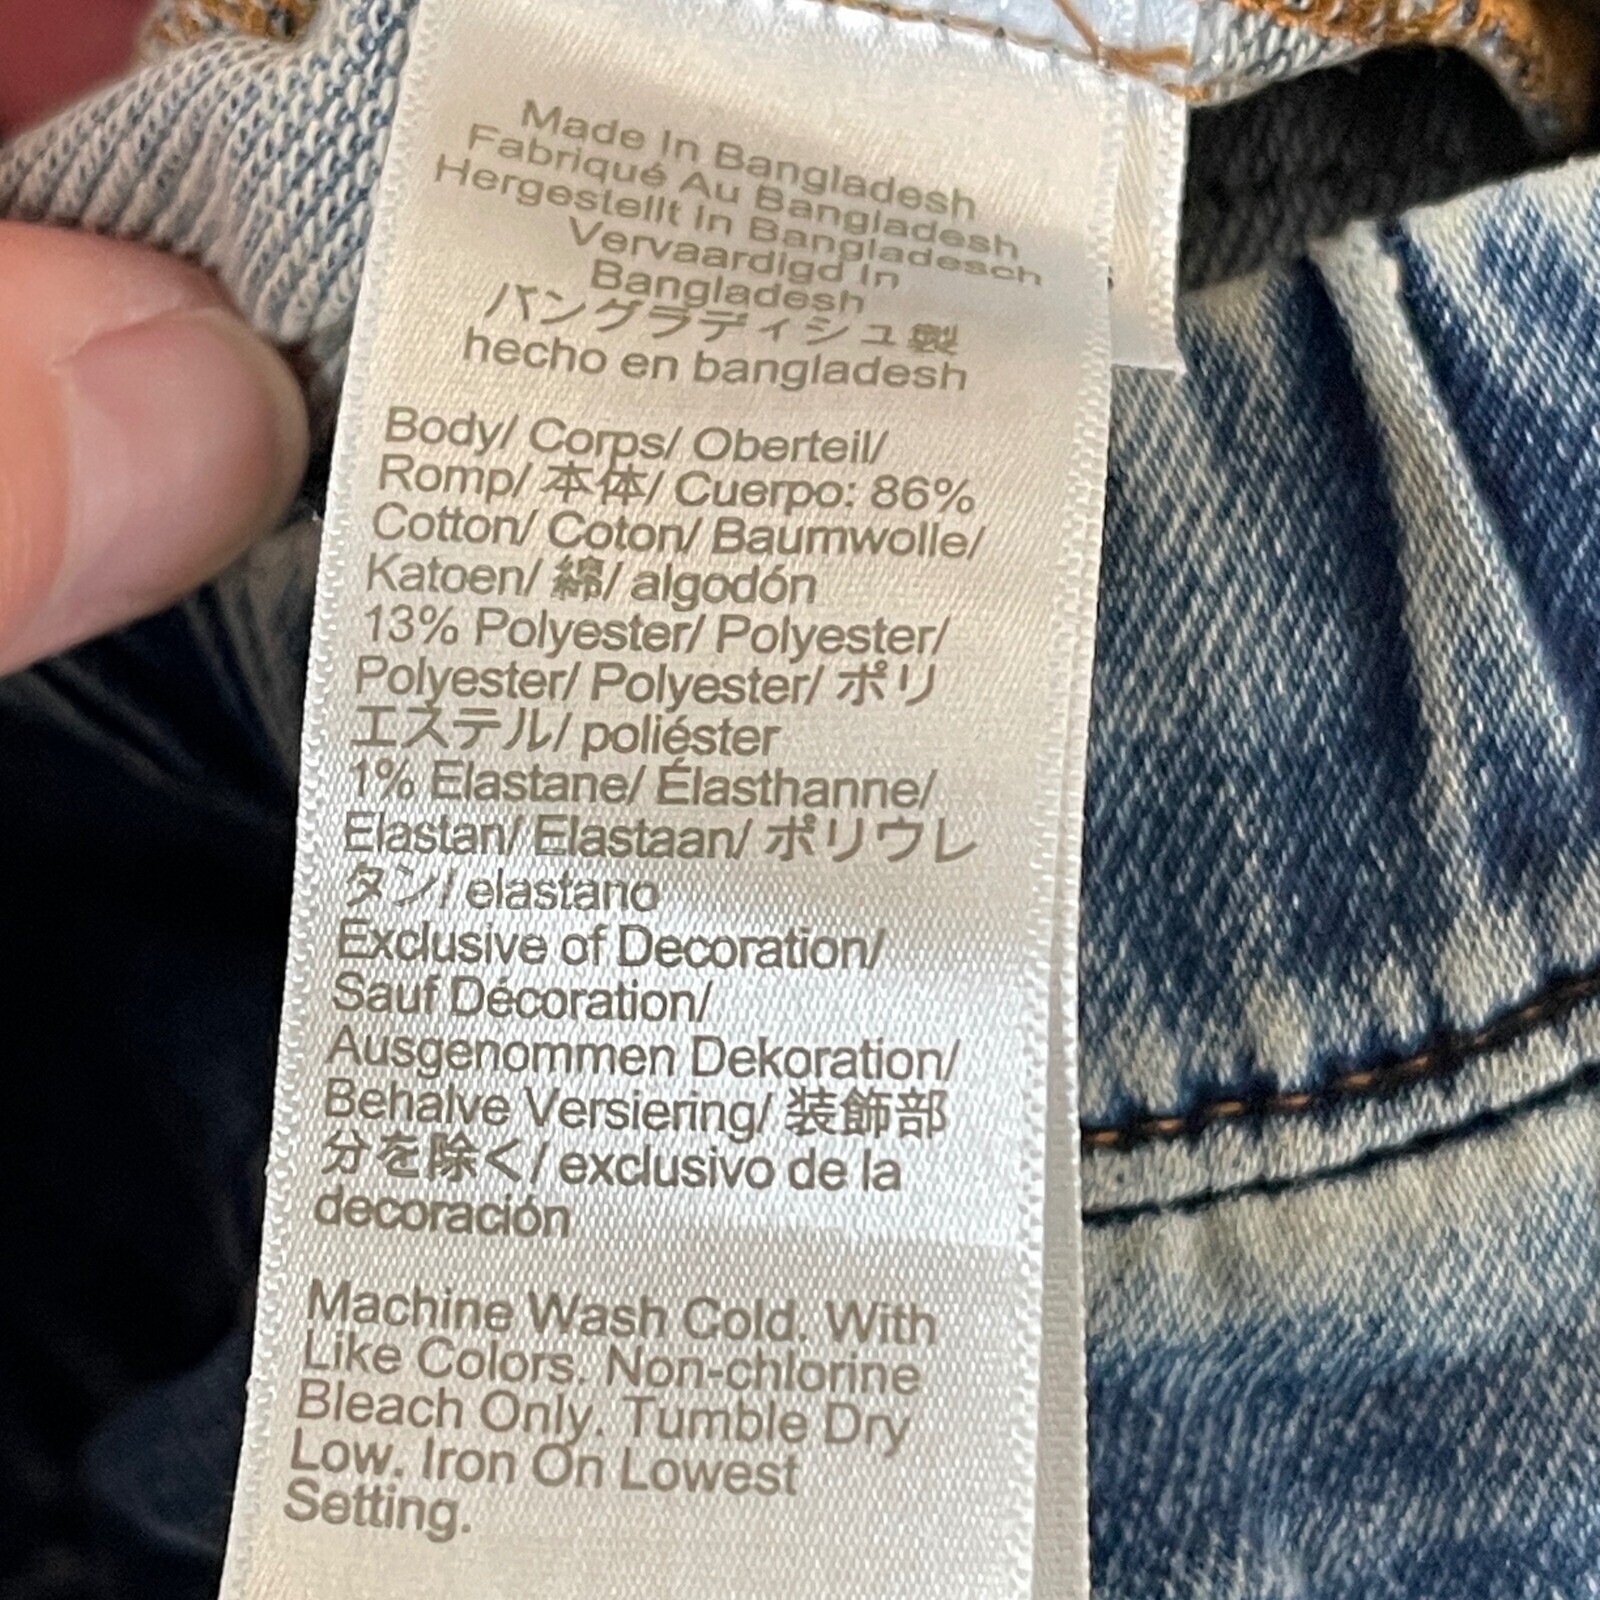 Made In Bangladesh
Fabriqué Au Bangladesh
Hergestellt In Bangladesch
Vervaardigd In
Bangladesh
バングラディシュ製
hecho en bangladesh
Body/ Corps/ Oberteil/
Romp/ 本体/ Cuerpo: 86%
Cotton/ Coton/ Baumwolle/
Katoen/ 綿/ algodón
13% Polyester/ Polyester/
Polyester/ Polyester/ ポリ
エステル/ poliéster
1% Elastane/ Élasthanne/
Elastan/ Elastaan/ ポリウレ
タン/ elastano
Exclusive of Decoration/
Sauf Décoration/
Ausgenommen Dekoration/
Behalve Versiering/ 装飾部
分を除く/ exclusivo de la
decoración
Machine Wash Cold. With
Like Colors. Non-chlorine
Bleach Only. Tumble Dry
Low. Iron On Lowest
Setting.